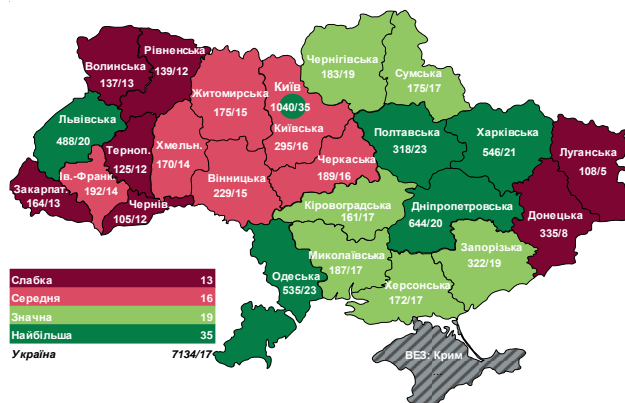 Чернігівська
183/19
Сумська
175/17
Рівненська
139/12
Волинська
137/13
Житомирська
175/15
Київ
1040/35
Київська
295/16
Львівська
488/20
Терноп.
125/12
Хмельн.
170/14
Полтавська
318/23
Харківська
546/21
Луганська
108/5
Черкаська
189/16
Ів.-Франк.
192/14
Вінницька
229/15
Закарпат.
164/13
Чернів.
105/12
Кіровоградська
161/17
Дніпропетровська
644/20
Донецька
335/8
Миколаївська
187/17
Запорізька
322/19
Одеська
535/23
Херсонська
172/17
Слабка 13
Середня 16
Значна 19
Найбільша 35
Україна 7134/17
ВЕЗ: Крим
...